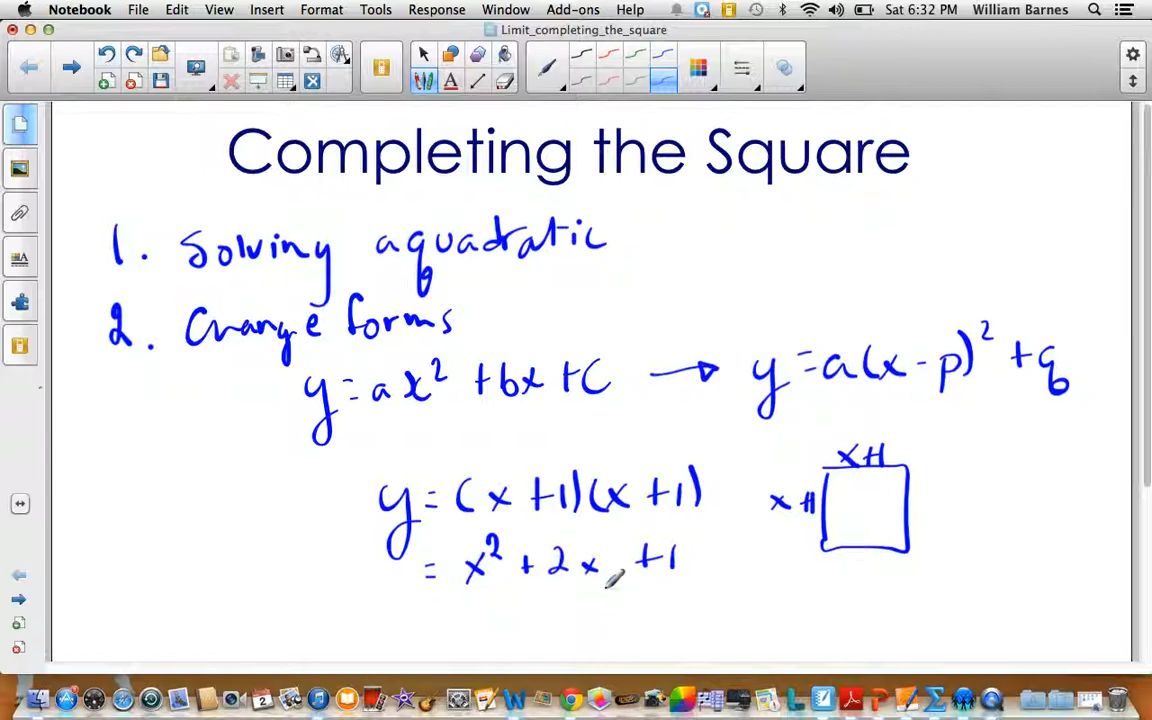 Notebook File Edit View Insert Format Tools Response Window Add-ons Help Sat 6:32 PM William Barnes
Limit_completing_the_square
Completing the Square
1. Solving a quadratic
2. Change forms
y = ax² + bx + c → y = a(x - p)² + q
y = (x + 1)(x + 1)
x+1
x+1
= x² + 2x + 1